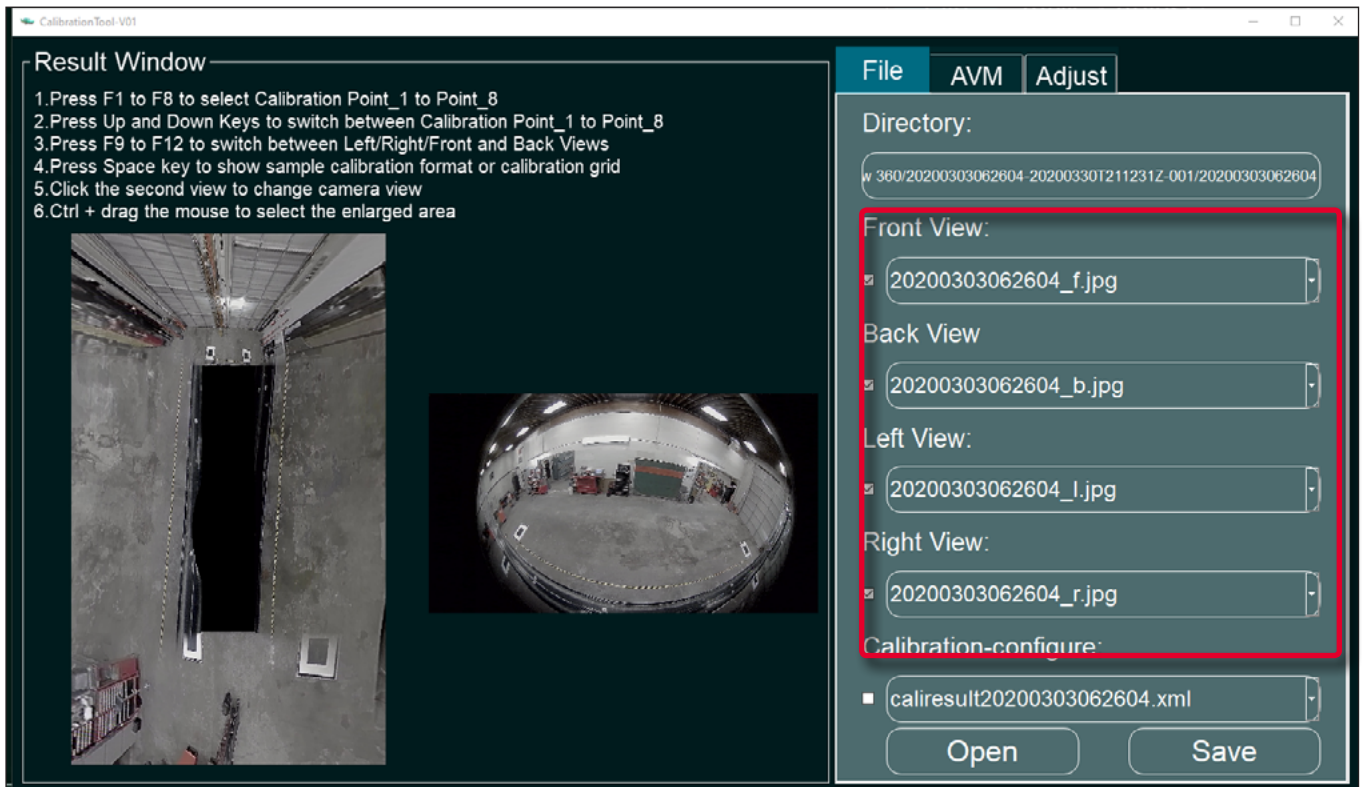 CalibrationTool-V01
Result Window
1.Press F1 to F8 to select Calibration Point_1 to Point_8
2.Press Up and Down Keys to switch between Calibration Point_1 to Point_8
3.Press F9 to F12 to switch between Left/Right/Front and Back Views
4.Press Space key to show sample calibration format or calibration grid
5.Click the second view to change camera view
6.Ctrl + drag the mouse to select the enlarged area
File AVM Adjust
Directory:
w 360/20200303062604-20200330T211231Z-001/20200303062604
Front View:
20200303062604_f.jpg
Back View
20200303062604_b.jpg
Left View:
20200303062604_l.jpg
Right View:
20200303062604_r.jpg
Calibration-configure:
caliresult20200303062604.xml
Open Save